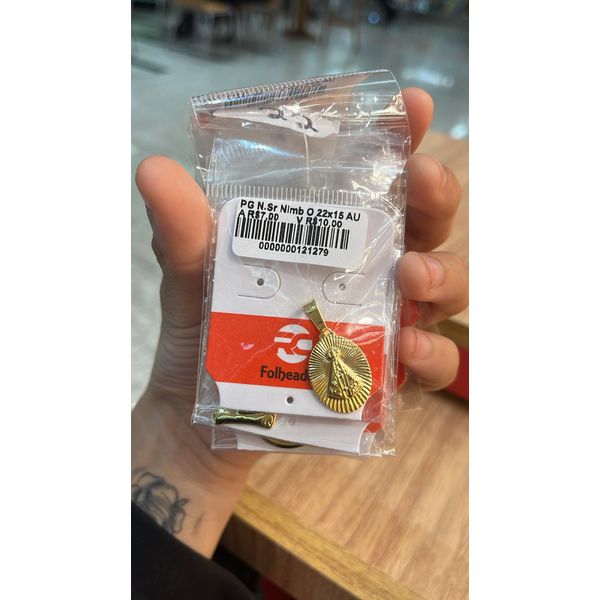 PG N.Sr Nimb O 22x15 AU
A R$7,00 V R$10,00
0000000121279
Folhead